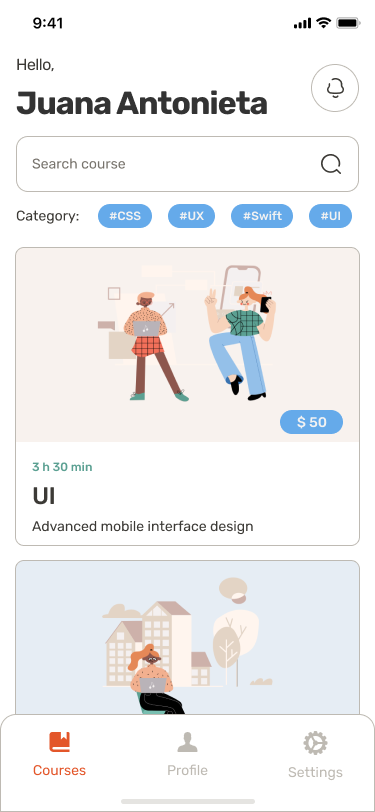 9:41
Hello,
Juana Antonieta
Search course
Category: #CSS #UX #Swift #UI
$ 50
3 h 30 min
UI
Advanced mobile interface design
Courses Profile Settings